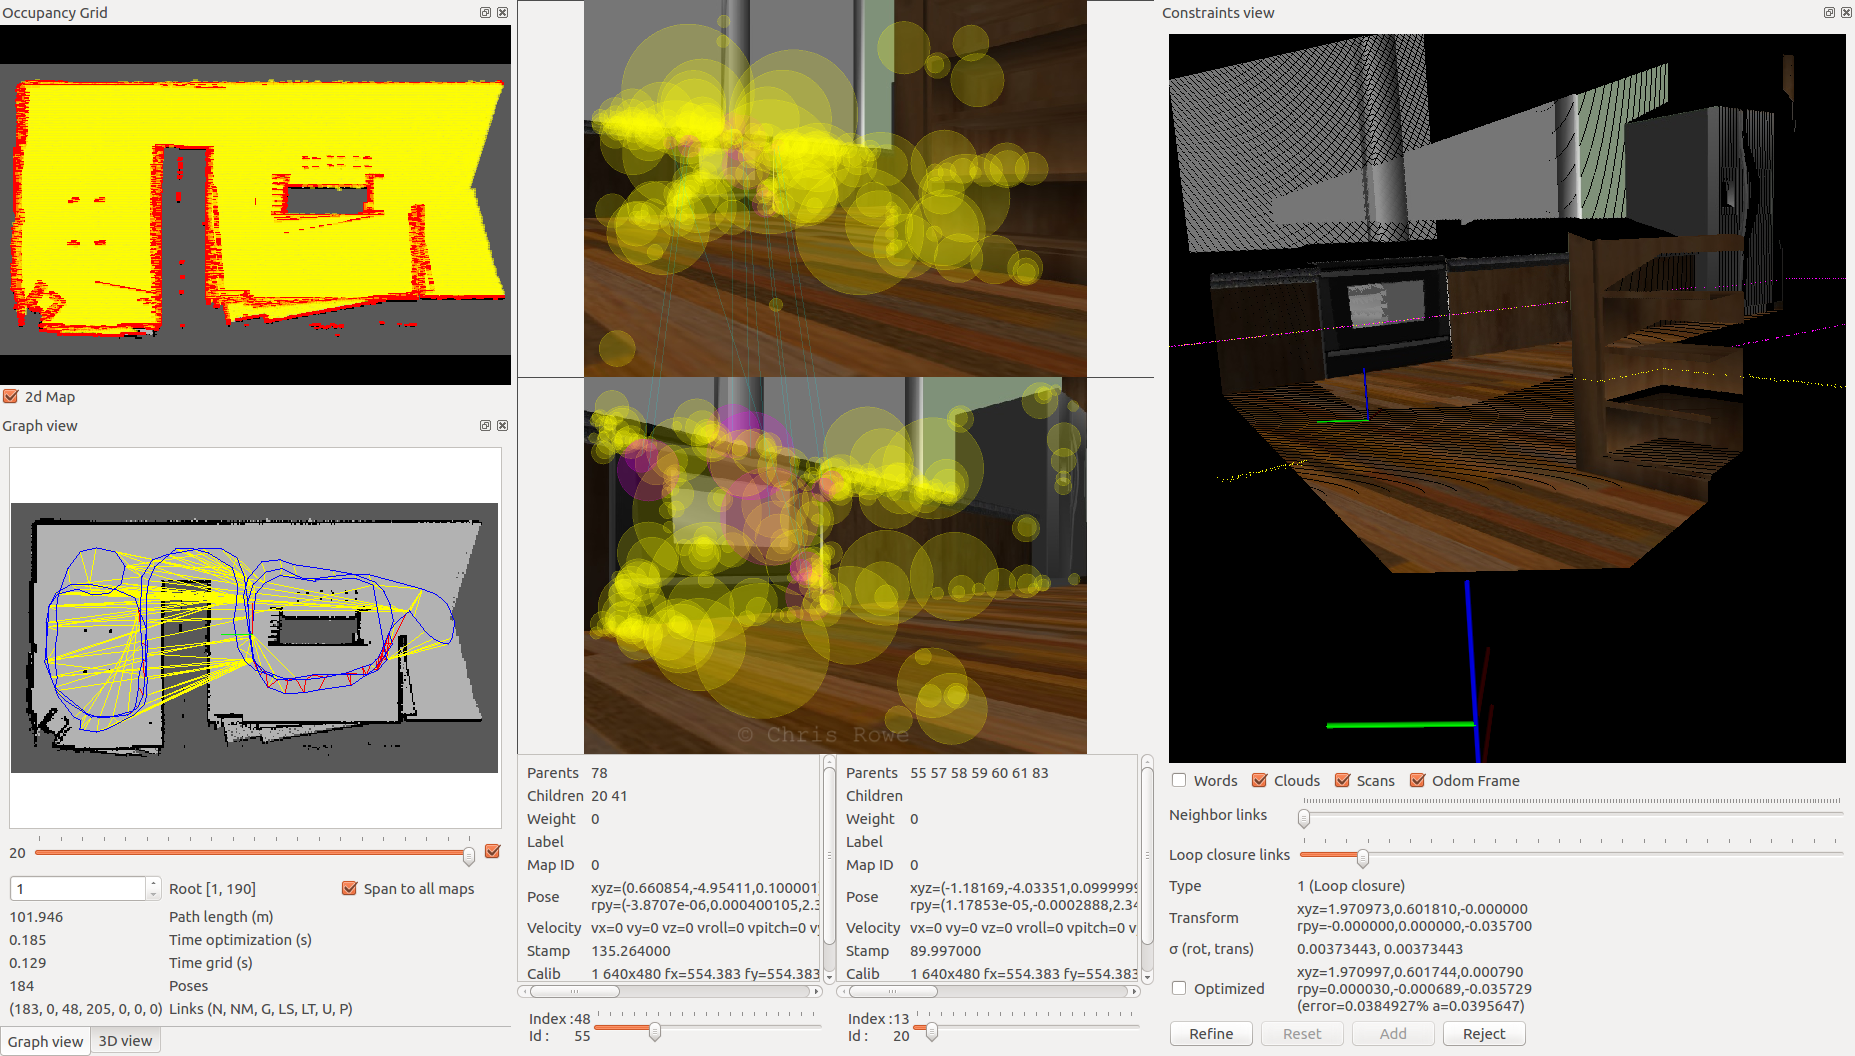 Occupancy Grid
2d Map
Graph view
20
1
Root [1, 190]
Span to all maps
101.946 Path length (m)
0.185 Time optimization (s)
0.129 Time grid (s)
184 Poses
(183, 0, 48, 205, 0, 0, 0) Links (N, NM, G, LS, LT, U, P)
Graph view
3D view
© Chris Rowe
Parents 78
Children 20 41
Weight 0
Label
Map ID 0
Pose xyz=(0.660854,-4.95411,0.100001
rpy=(-3.8707e-06,0.000400105,2.3
Velocity vx=0 vy=0 vz=0 vroll=0 vpitch=0 v
Stamp 135.264000
Calib 1 640x480 fx=554.383 fy=554.383
Index :48
Id : 55
Parents 55 57 58 59 60 61 83
Children
Weight 0
Label
Map ID 0
Pose xyz=(-1.18169,-4.03351,0.0999999
rpy=(1.17853e-05,-0.0002888,2.34
Velocity vx=0 vy=0 vz=0 vroll=0 vpitch=0 v
Stamp 89.997000
Calib 1 640x480 fx=554.383 fy=554.383
Index :13
Id : 20
Constraints view
Words
Clouds
Scans
Odom Frame
Neighbor links
Loop closure links
Type 1 (Loop closure)
Transform xyz=1.970973,0.601810,-0.000000
rpy=-0.000000,0.000000,-0.035700
σ (rot, trans) 0.00373443, 0.00373443
Optimized xyz=1.970997,0.601744,0.000790
rpy=0.000030,-0.000689,-0.035729
(error=0.0384927% a=0.0395647)
Refine
Reset
Add
Reject